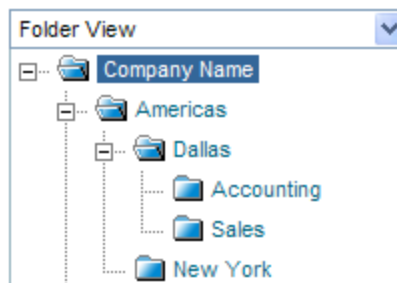 Folder View
Company Name
Americas
Dallas
Accounting
Sales
New York